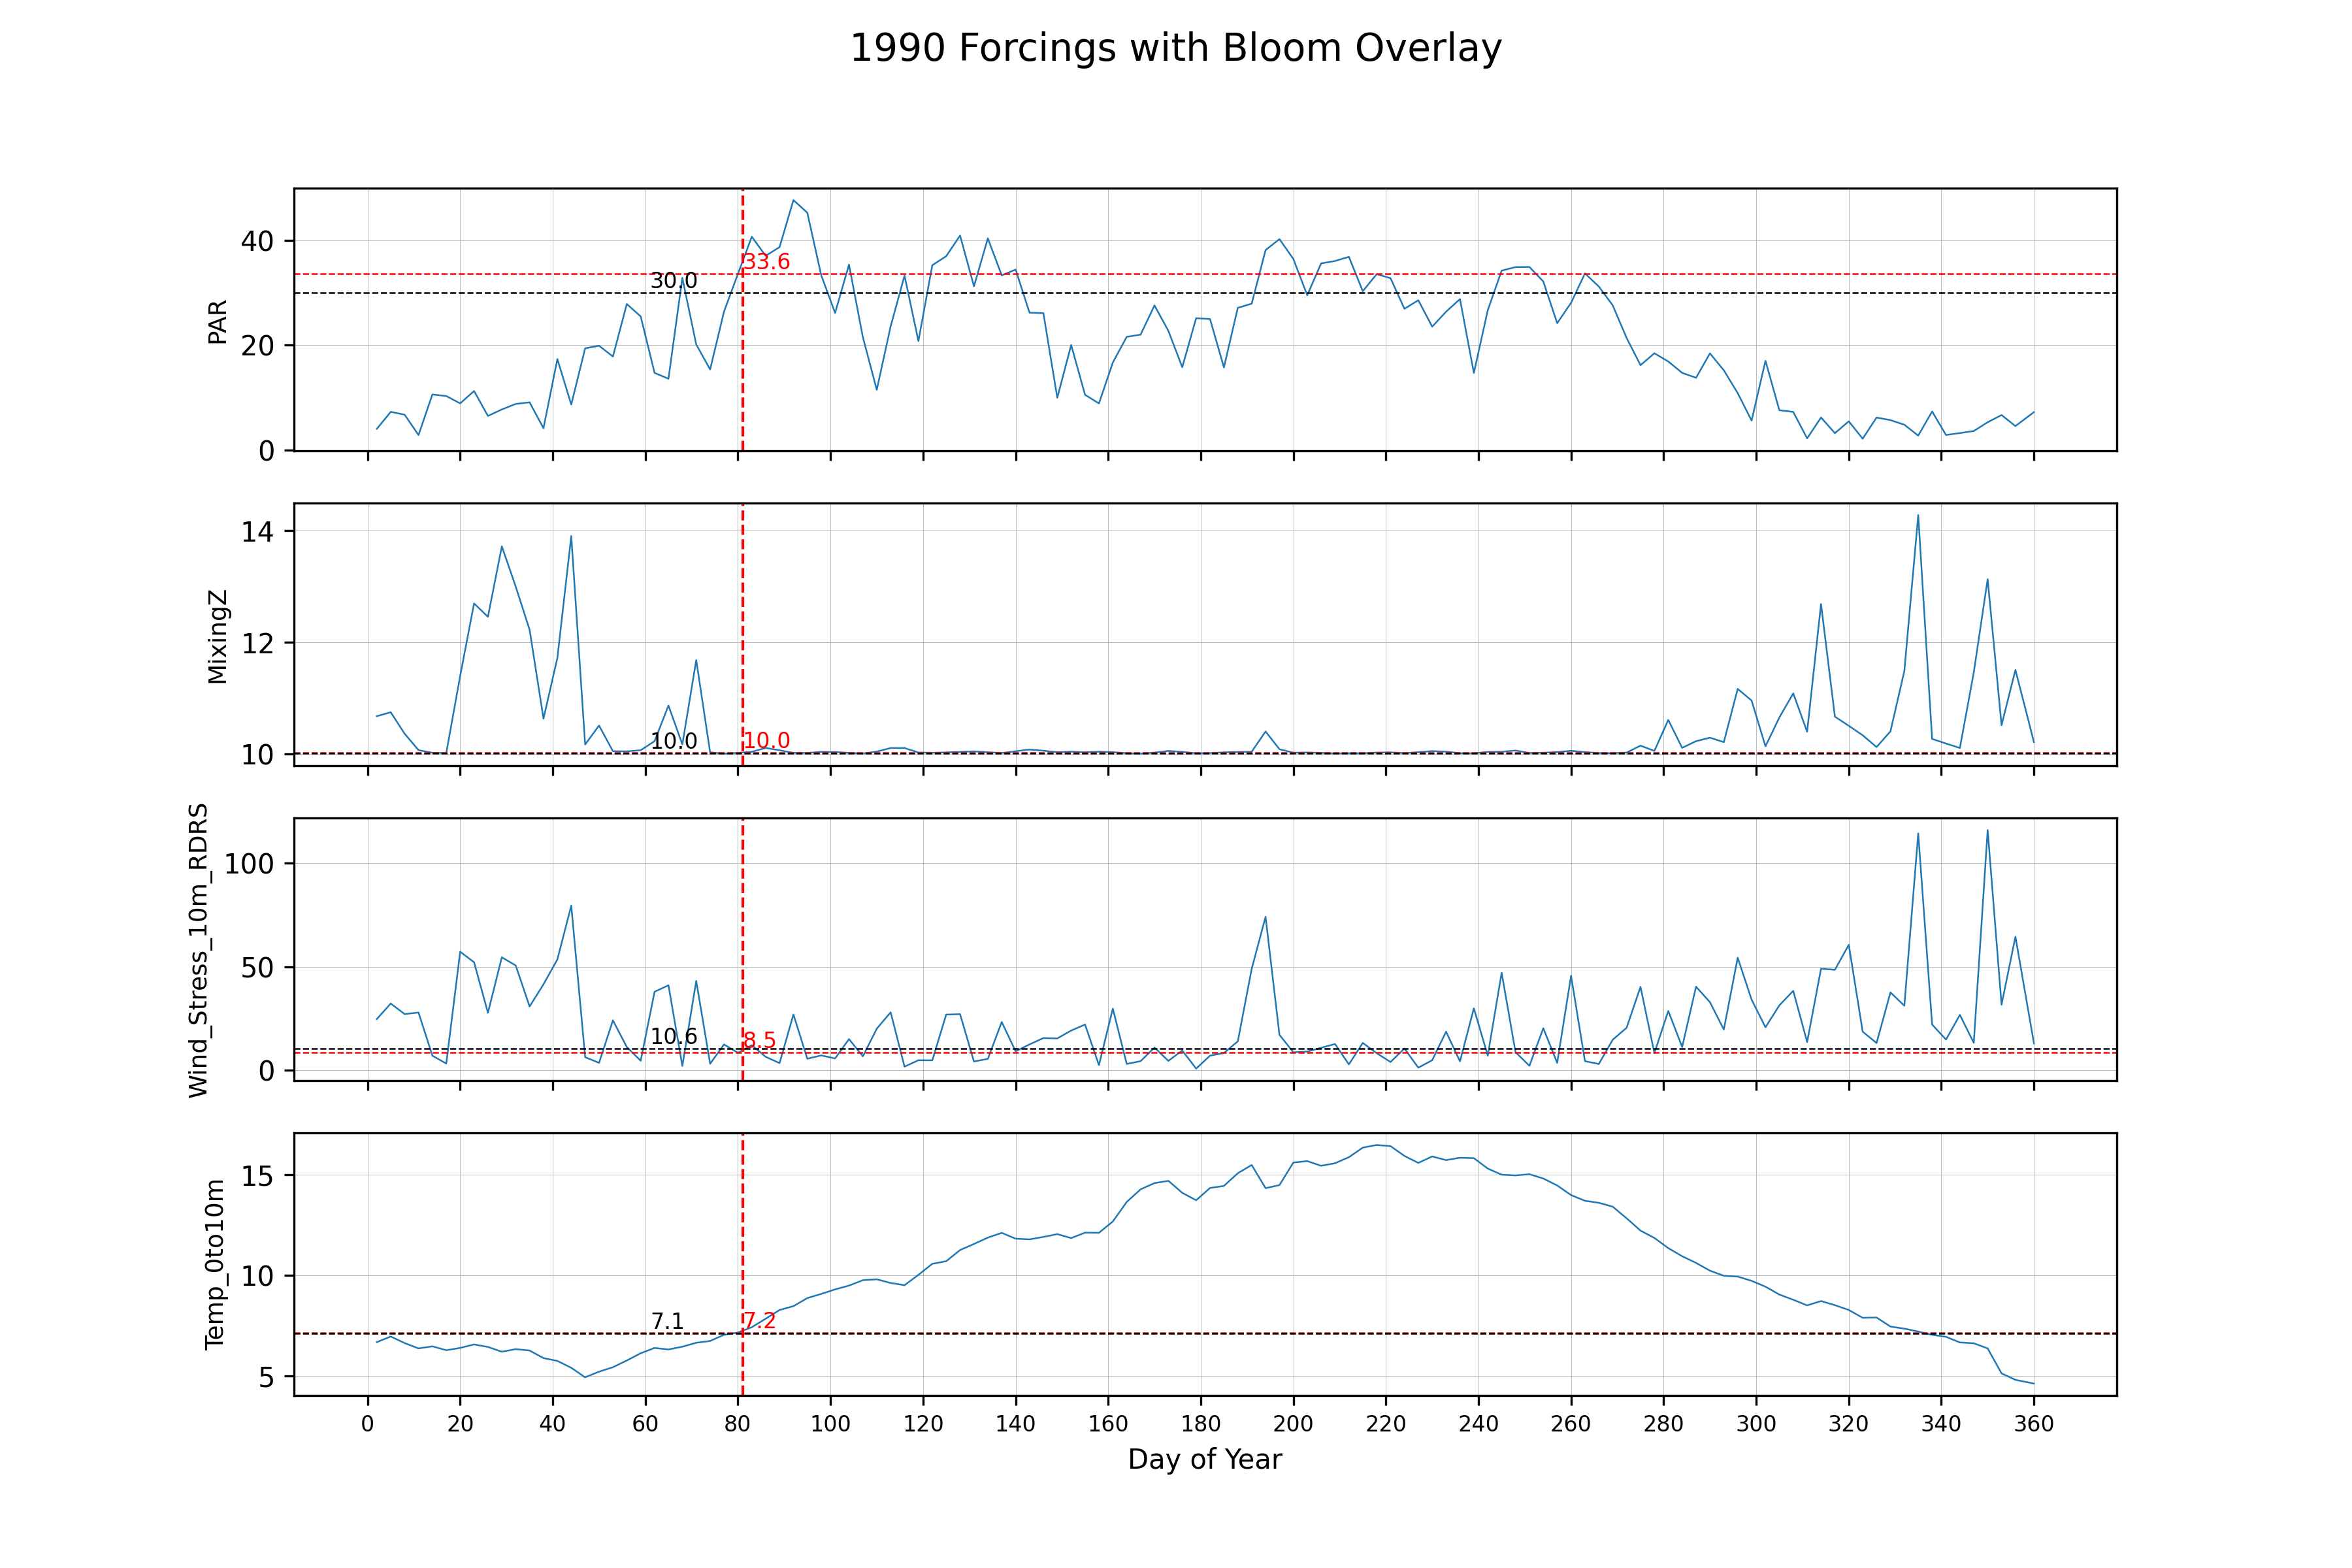 1990 Forcings with Bloom Overlay
PAR
40
20
0
33.6
30.0
MixingZ
14
12
10
10.0
10.0
Wind_Stress_10m_RDRS
100
50
0
10.6
8.5
Temp_0to10m
15
10
5
7.1
7.2
0 20 40 60 80 100 120 140 160 180 200 220 240 260 280 300 320 340 360
Day of Year